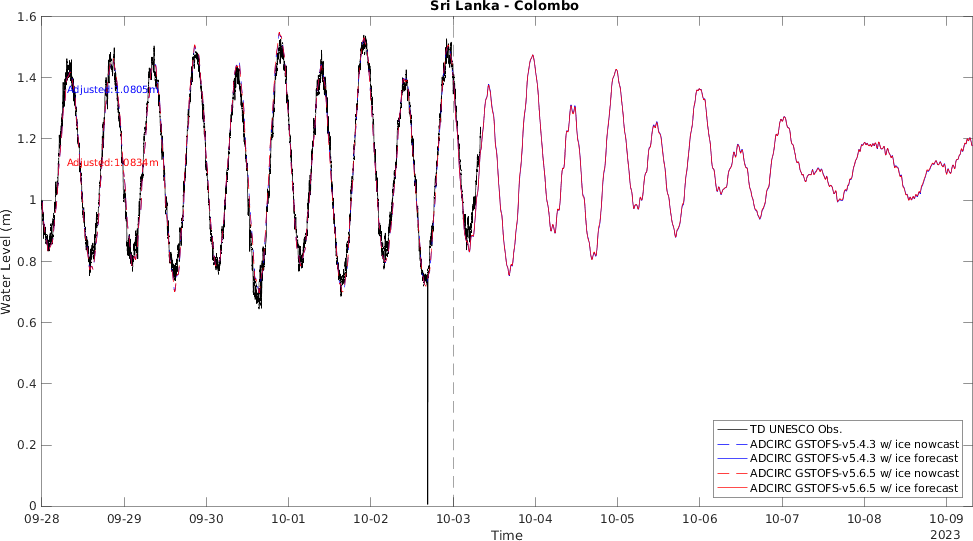 Sri Lanka - Colombo
1.6
1.4
1.2
1
0.8
0.6
0.4
0.2
0
Water Level (m)
Adjusted:1.0805m
Adjusted:1.0834m
TD UNESCO Obs.
ADCIRC GSTOFS-v5.4.3 w/ ice nowcast
ADCIRC GSTOFS-v5.4.3 w/ ice forecast
ADCIRC GSTOFS-v5.6.5 w/ ice nowcast
ADCIRC GSTOFS-v5.6.5 w/ ice forecast
09-28 09-29 09-30 10-01 10-02 10-03 10-04 10-05 10-06 10-07 10-08 10-09
Time
2023